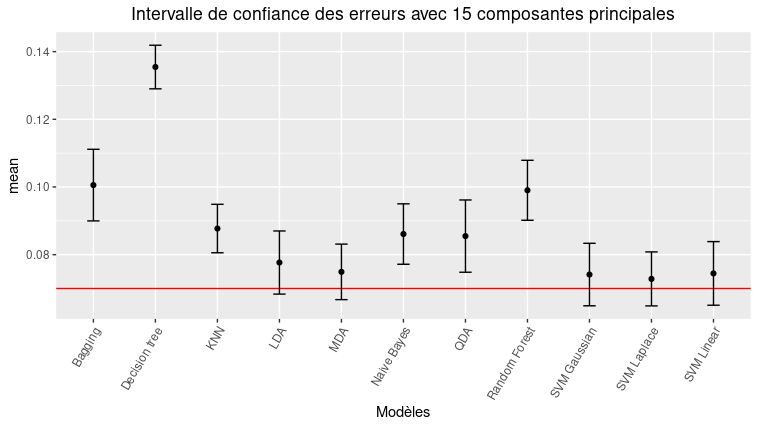 Intervalle de confiance des erreurs avec 15 composantes principales
mean
0.14
0.12
0.10
0.08
Bagging
Decision tree
KNN
LDA
MDA
Naive Bayes
QDA
Random Forest
SVM Gaussian
SVM Laplace
SVM Linear
Modèles